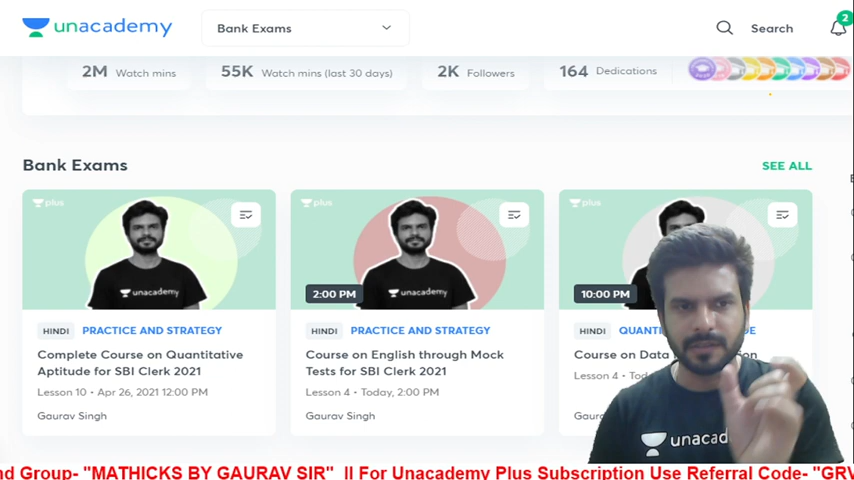 unacademy
Bank Exams
Search
2
2M Watch mins
55K Watch mins (last 30 days)
2K Followers
164 Dedications
Bank Exams
SEE ALL
plus
unacademy
HINDI PRACTICE AND STRATEGY
Complete Course on Quantitative
Aptitude for SBI Clerk 2021
Lesson 10 • Apr 26, 2021 12:00 PM
Gaurav Singh
plus
unacademy
2:00 PM
HINDI PRACTICE AND STRATEGY
Course on English through Mock
Tests for SBI Clerk 2021
Lesson 4 • Today, 2:00 PM
Gaurav Singh
plus
10:00 PM
HINDI
Course on Data
Lesson 4
unacad
nd Group- "MATHICKS BY GAURAV SIR" II For Unacademy Plus Subscription Use Referral Code- "GRV